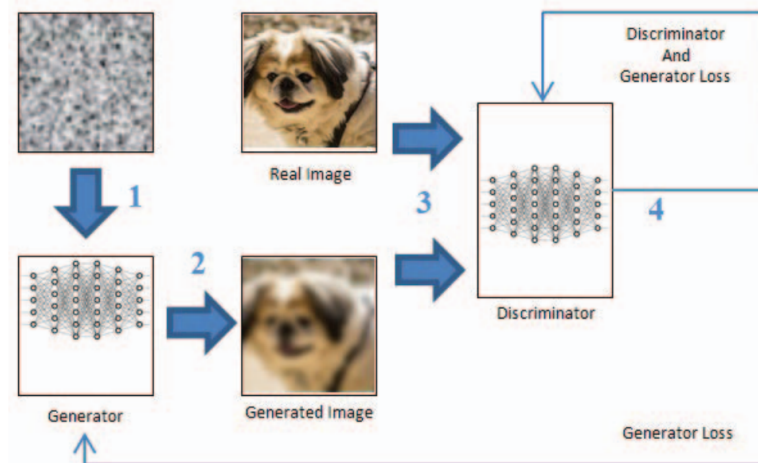 Discriminator
And
Generator Loss
Real Image
1
3
4
2
Discriminator
Generator
Generated Image
Generator Loss